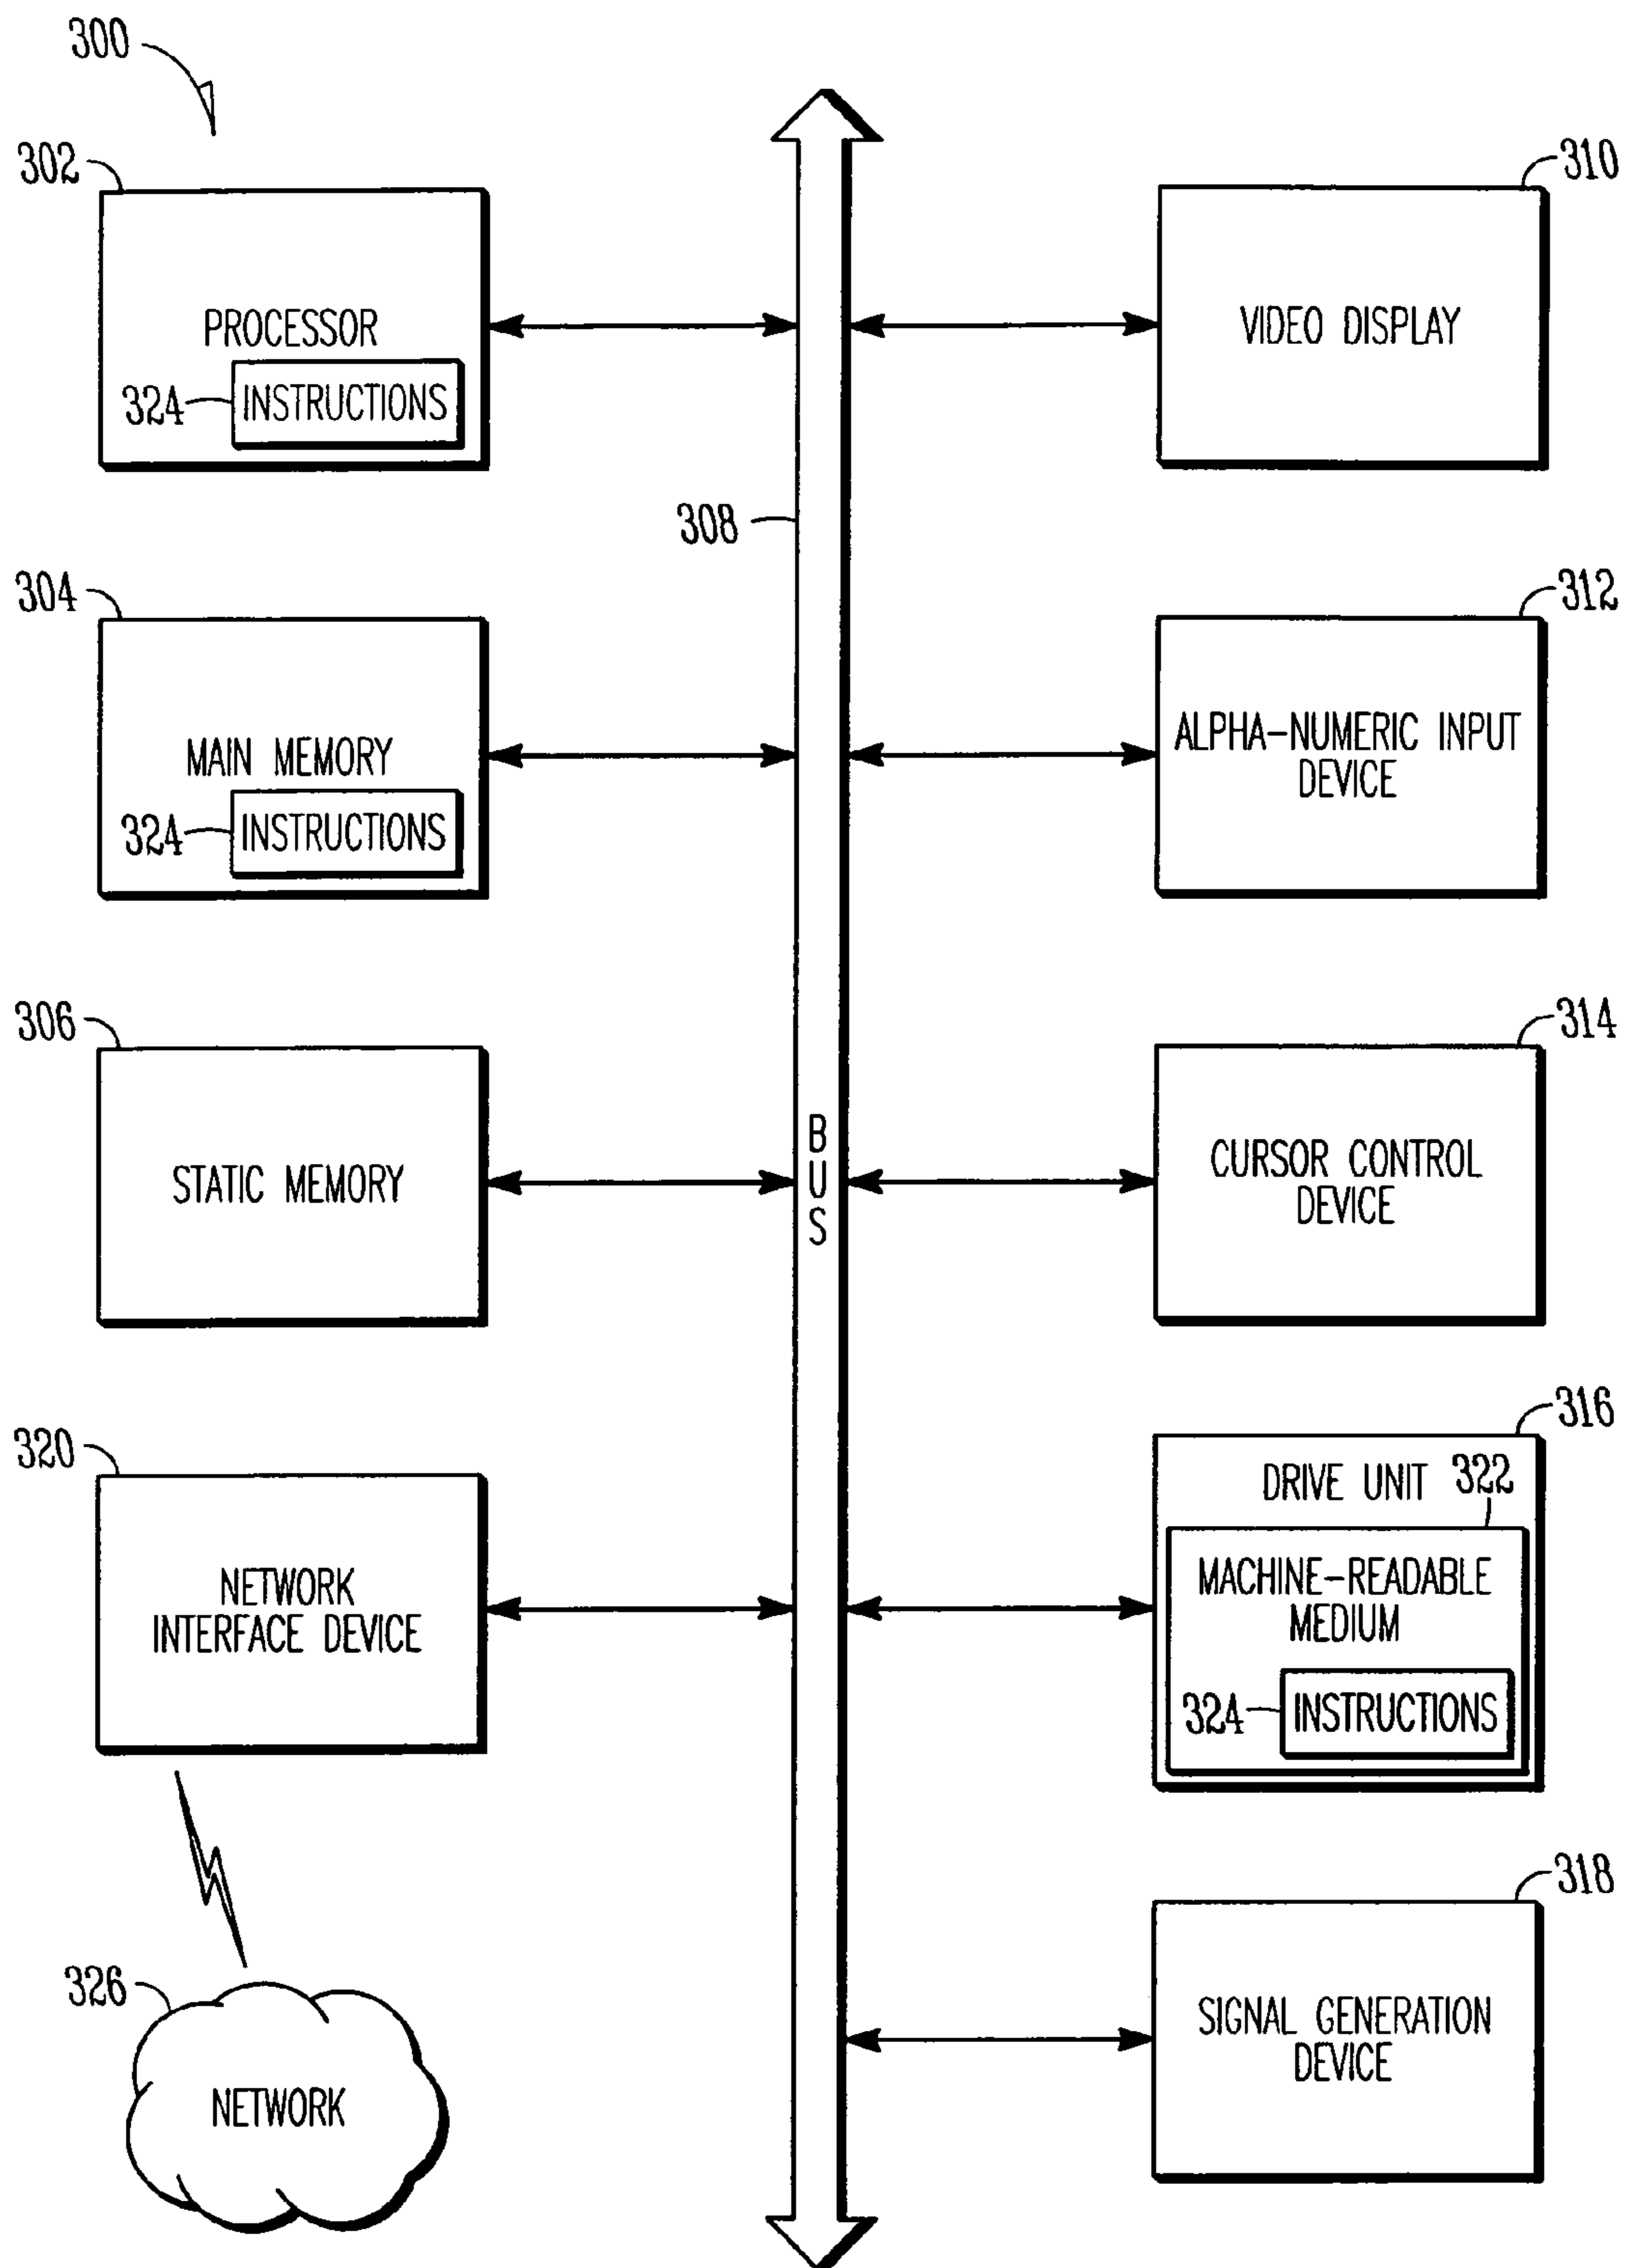 300
302
PROCESSOR
324
INSTRUCTIONS
304
MAIN MEMORY
324
INSTRUCTIONS
306
STATIC MEMORY
320
NETWORK
INTERFACE DEVICE
326
NETWORK
308
BUS
310
VIDEO DISPLAY
312
ALPHA-NUMERIC INPUT
DEVICE
314
CURSOR CONTROL
DEVICE
316
DRIVE UNIT
322
MACHINE-READABLE
MEDIUM
324
INSTRUCTIONS
318
SIGNAL GENERATION
DEVICE